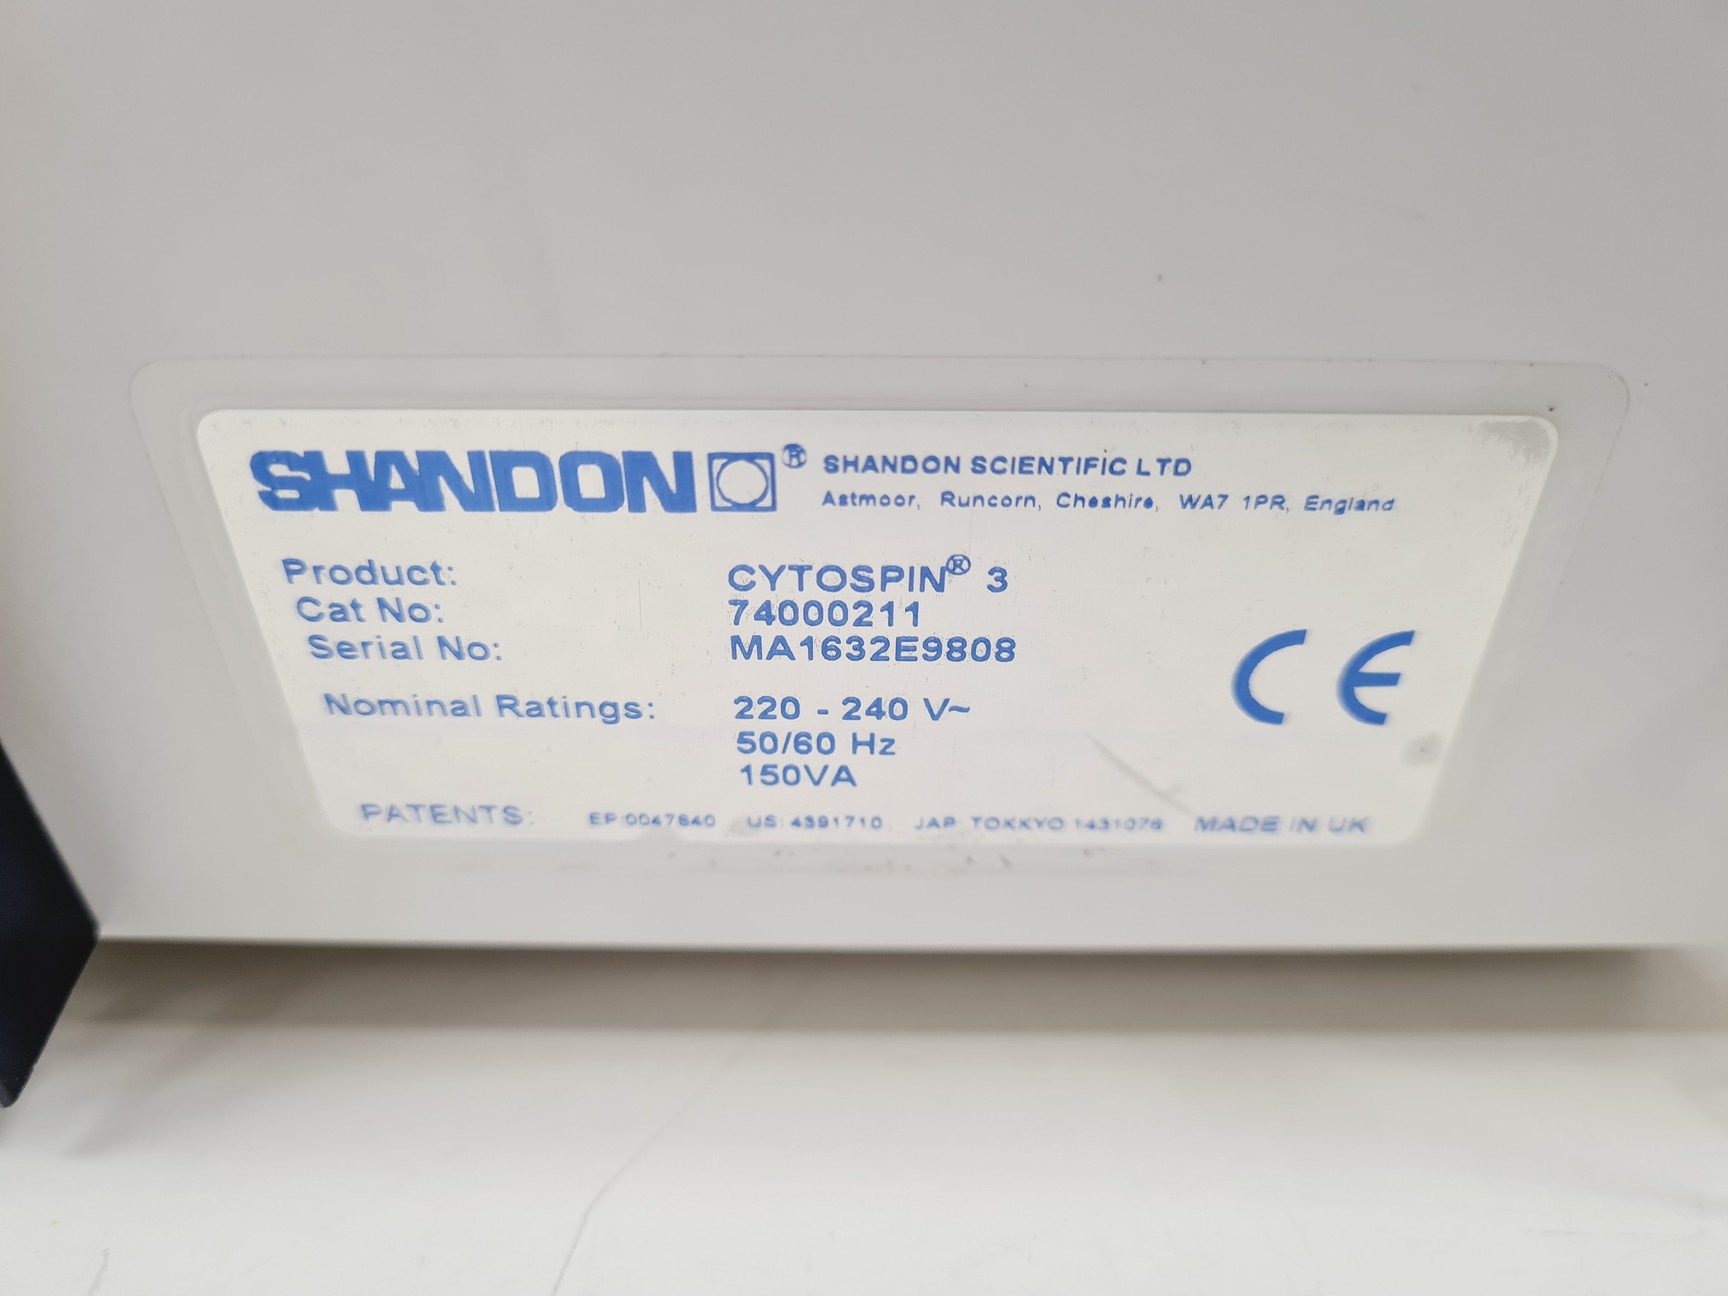 SHANDON ® SHANDON SCIENTIFIC LTD
Astmoor, Runcorn, Cheshire, WA7 1PR, England
Product: CYTOSPIN® 3
Cat No: 74000211
Serial No: MA1632E9808
Nominal Ratings: 220 - 240 V~
50/60 Hz
150VA
CE
PATENTS: EP:0047840 US: 4391710 JAP TOKKYO 1431076 MADE IN UK